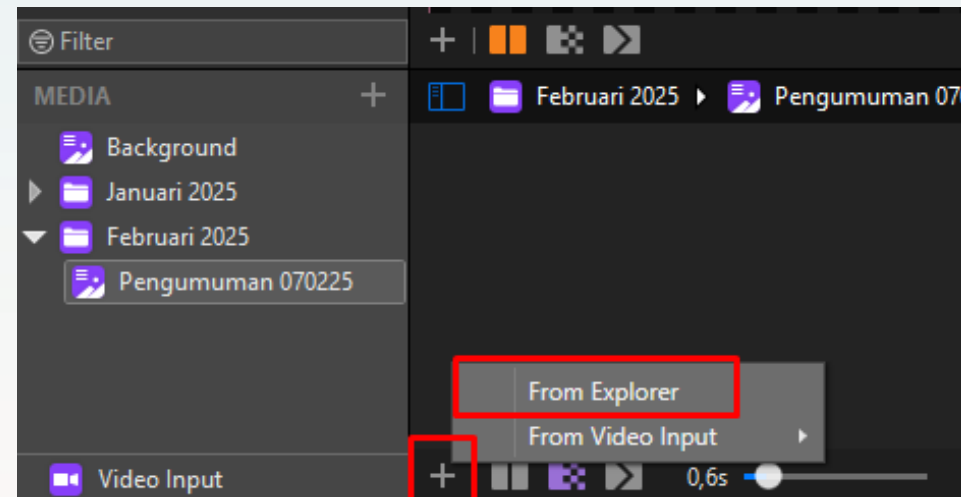 Filter
MEDIA
Background
Januari 2025
Februari 2025
Pengumuman 070225
Video Input
Februari 2025
Pengumuman 07
From Explorer
From Video Input
0,6s